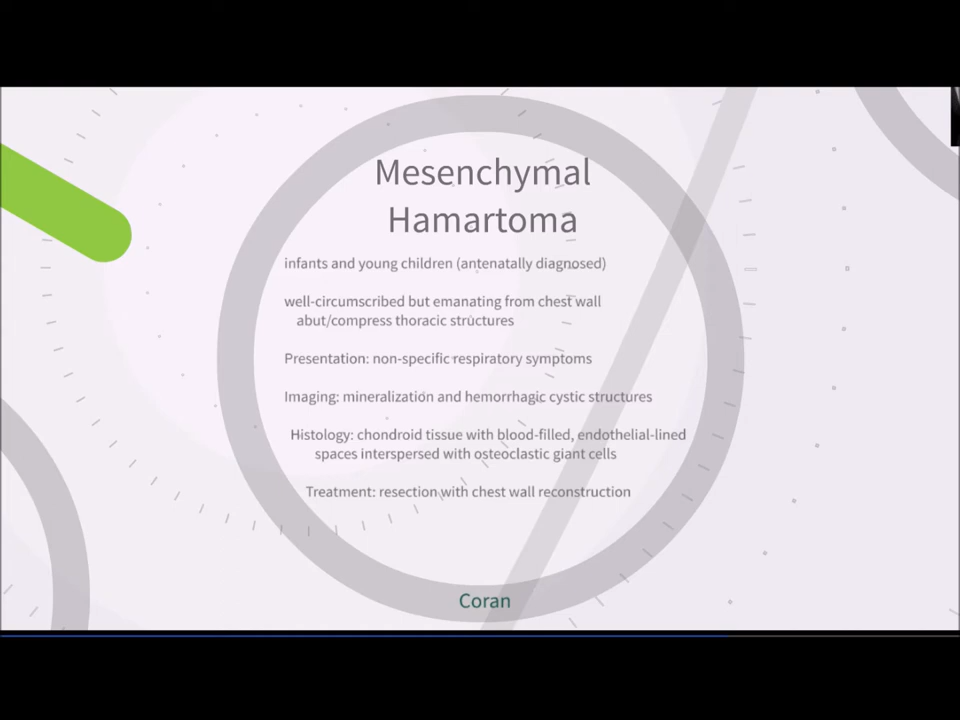 Mesenchymal
Hamartoma
infants and young children (antenatally diagnosed)
well-circumscribed but emanating from chest wall
abut/compress thoracic structures
Presentation: non-specific respiratory symptoms
Imaging: mineralization and hemorrhagic cystic structures
Histology: chondroid tissue with blood-filled, endothelial-lined
spaces interspersed with osteoclastic giant cells
Treatment: resection with chest wall reconstruction
Coran